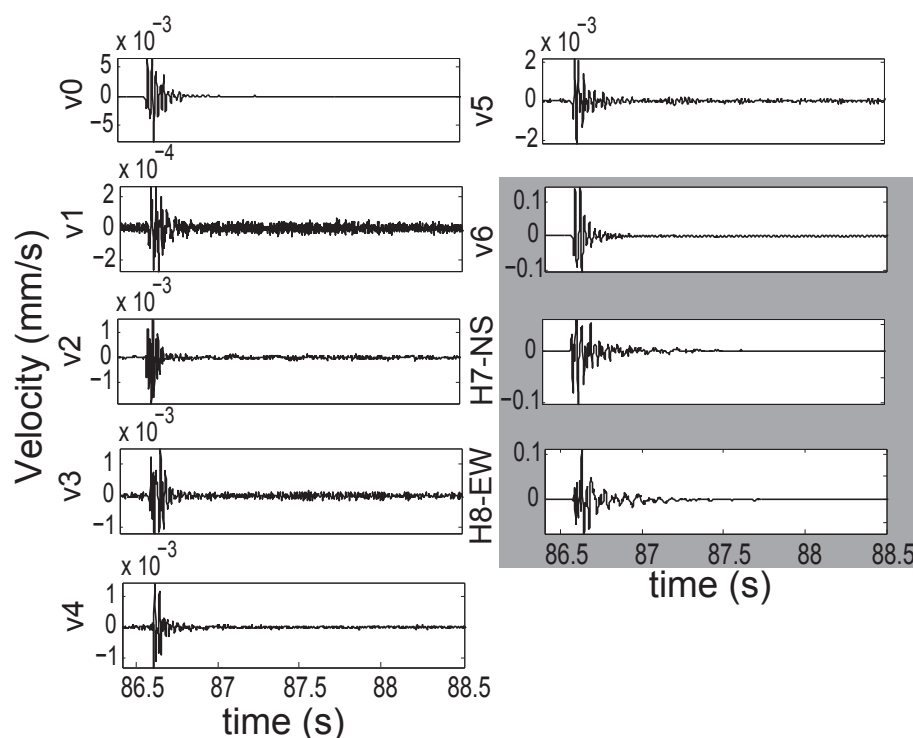 Velocity (mm/s)
x 10⁻³
v0
5
0
−5
x 10⁻⁴
v1
2
0
−2
x 10⁻³
v2
1
0
−1
x 10⁻³
v3
1
0
−1
x 10⁻³
v4
1
0
−1
86.5 87 87.5 88 88.5
time (s)
x 10⁻³
v5
2
0
−2
v6
0.1
0
−0.1
H7-NS
0
−0.1
H8-EW
0.1
0
86.5 87 87.5 88 88.5
time (s)